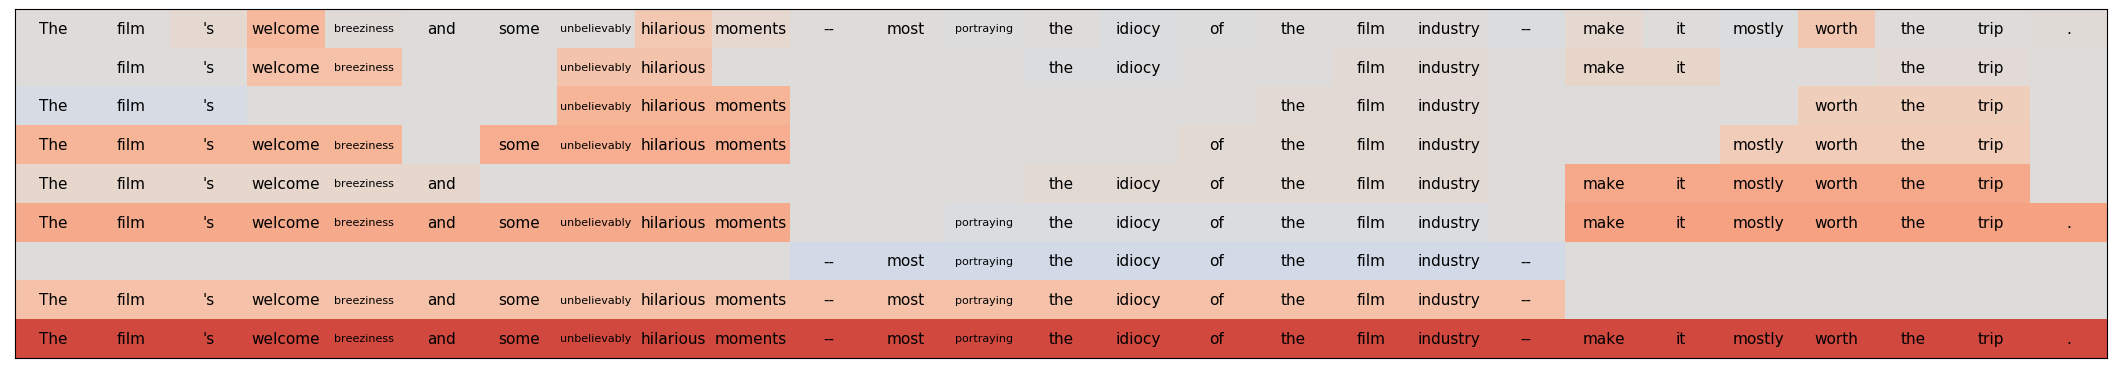 The film 's welcome breeziness and some unbelievably hilarious moments -- most portraying the idiocy of the film industry -- make it mostly worth the trip .
film 's welcome breeziness unbelievably hilarious the idiocy film industry make it the trip
The film 's unbelievably hilarious moments the film industry worth the trip
The film 's welcome breeziness some unbelievably hilarious moments of the film industry mostly worth the trip
The film 's welcome breeziness and the idiocy of the film industry make it mostly worth the trip
The film 's welcome breeziness and some unbelievably hilarious moments portraying the idiocy of the film industry make it mostly worth the trip .
-- most portraying the idiocy of the film industry --
The film 's welcome breeziness and some unbelievably hilarious moments -- most portraying the idiocy of the film industry --
The film 's welcome breeziness and some unbelievably hilarious moments -- most portraying the idiocy of the film industry -- make it mostly worth the trip .